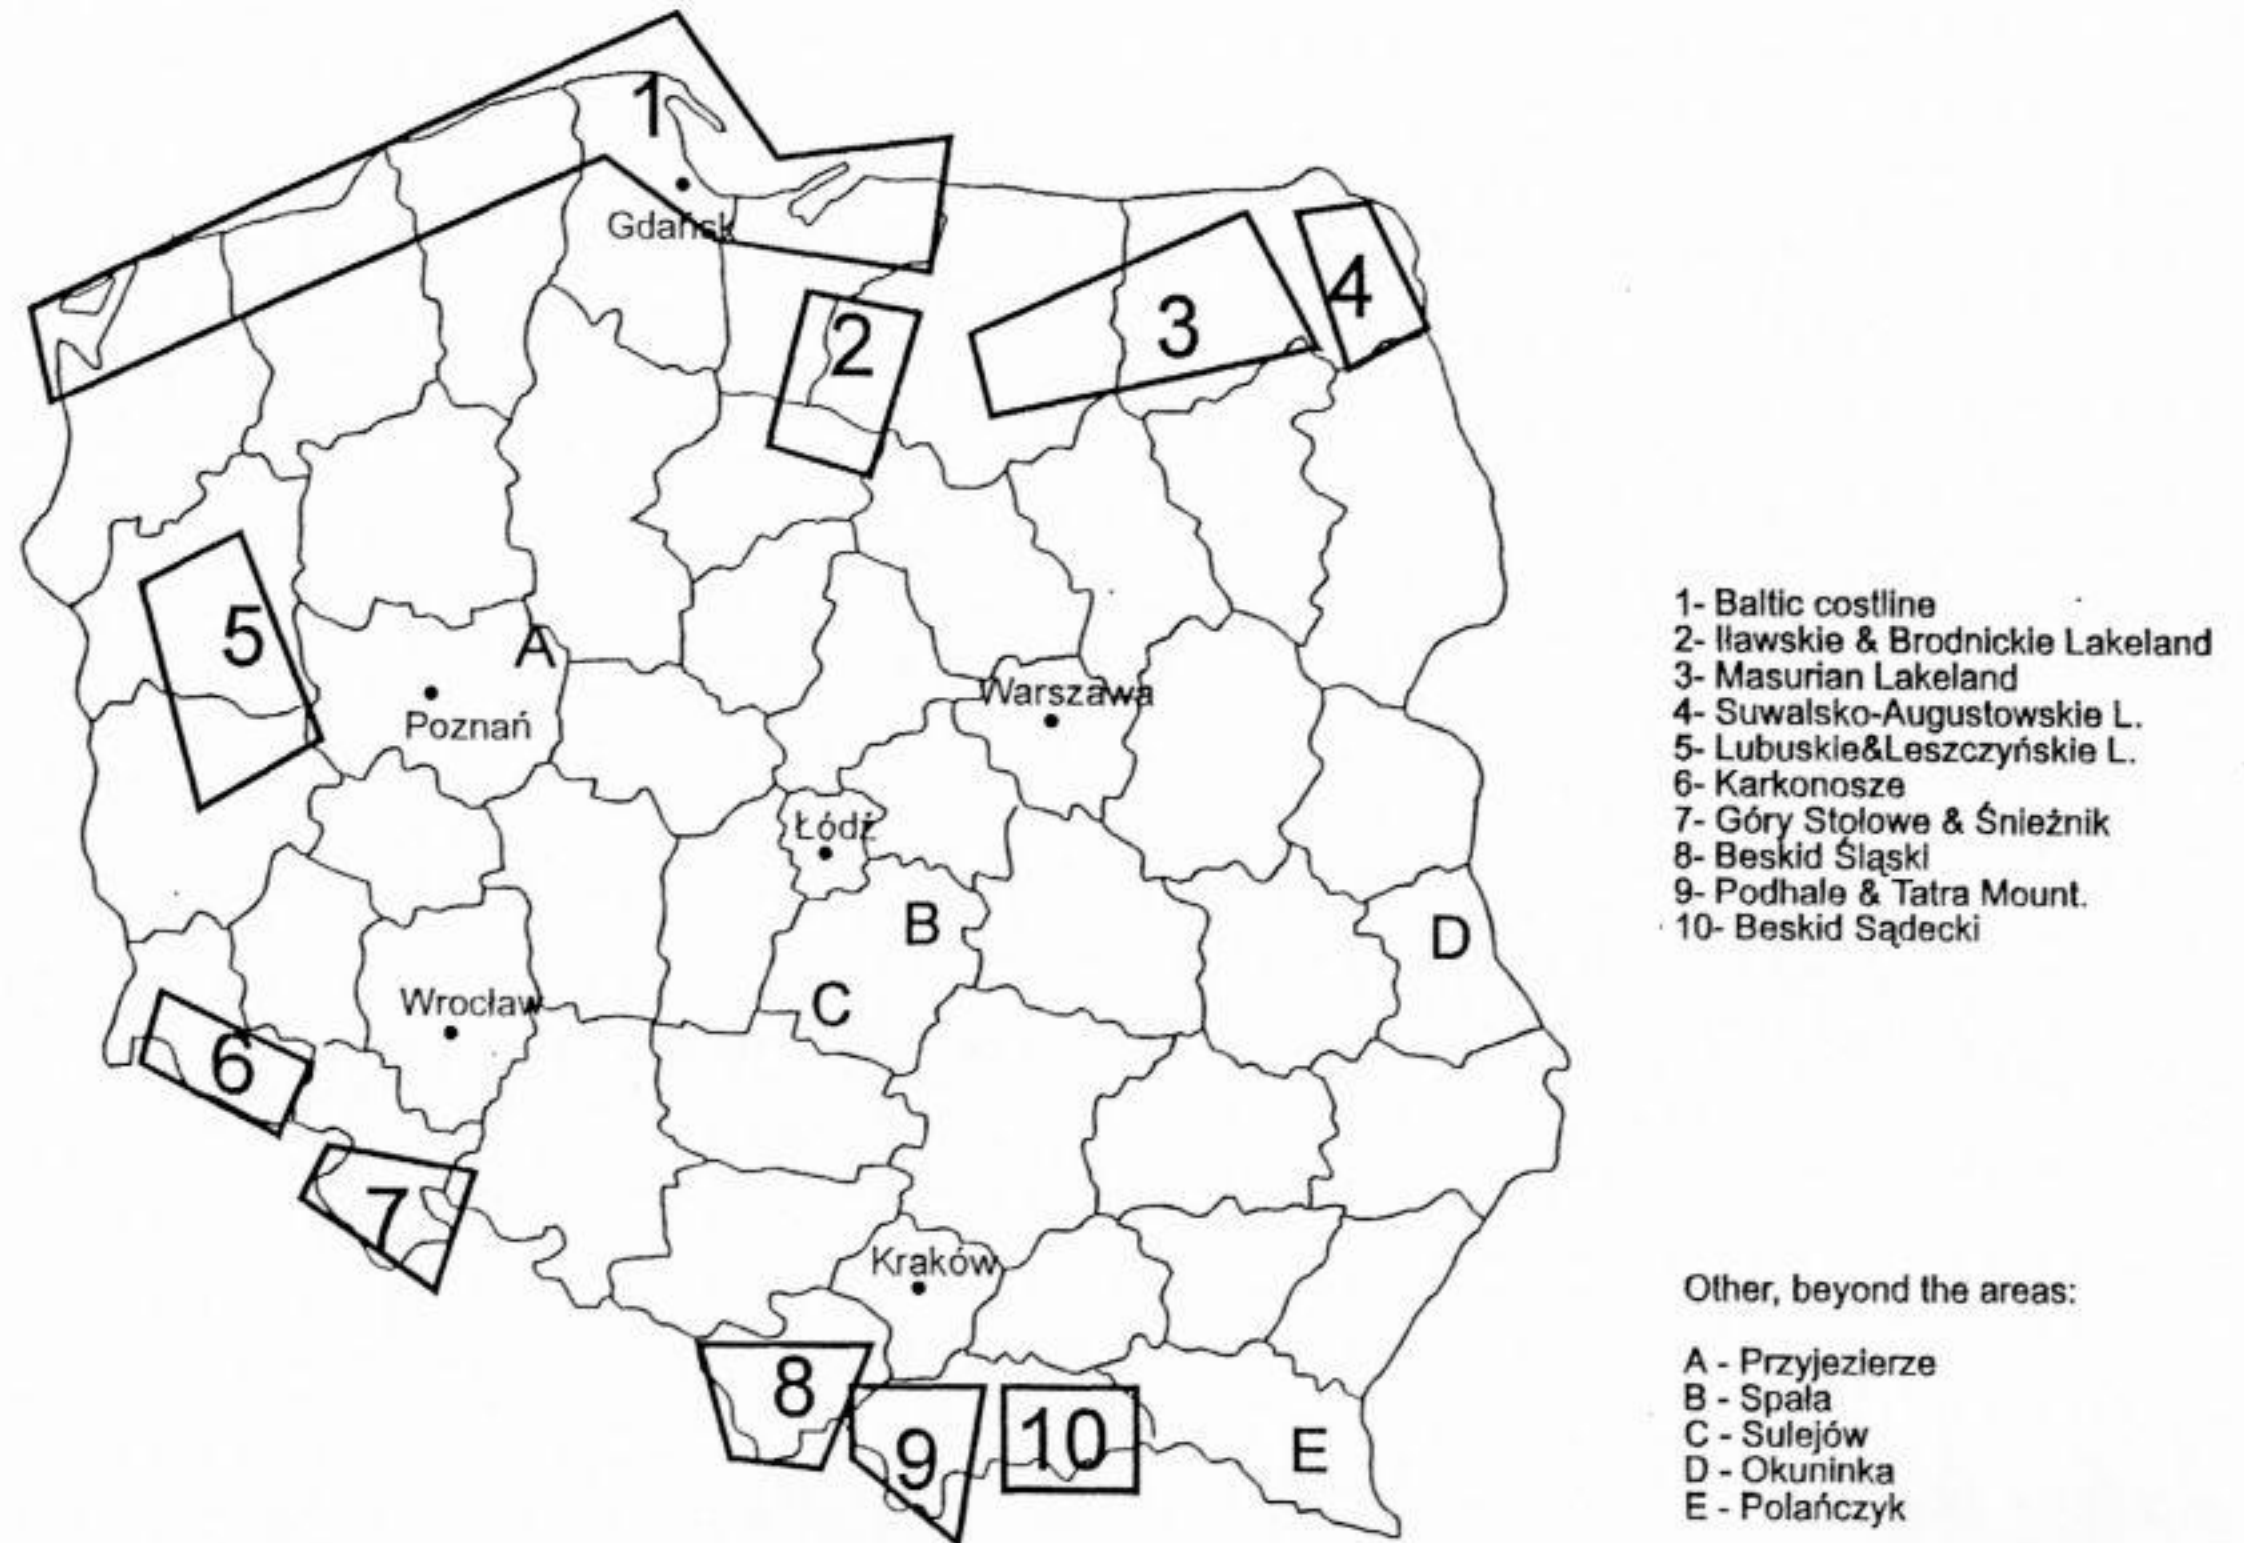 1
Gdańsk
2
3
4
5
A
Poznań
Warszawa
Łódź
B
C
D
Wrocław
6
7
Kraków
8
9
10
E
1- Baltic costline
2- Iławskie & Brodnickie Lakeland
3- Masurian Lakeland
4- Suwalsko-Augustowskie L.
5- Lubuskie&Leszczyńskie L.
6- Karkonosze
7- Góry Stołowe & Śnieżnik
8- Beskid Śląski
9- Podhale & Tatra Mount.
10- Beskid Sądecki
Other, beyond the areas:
A - Przyjezierze
B - Spała
C - Sulejów
D - Okuninka
E - Polańczyk